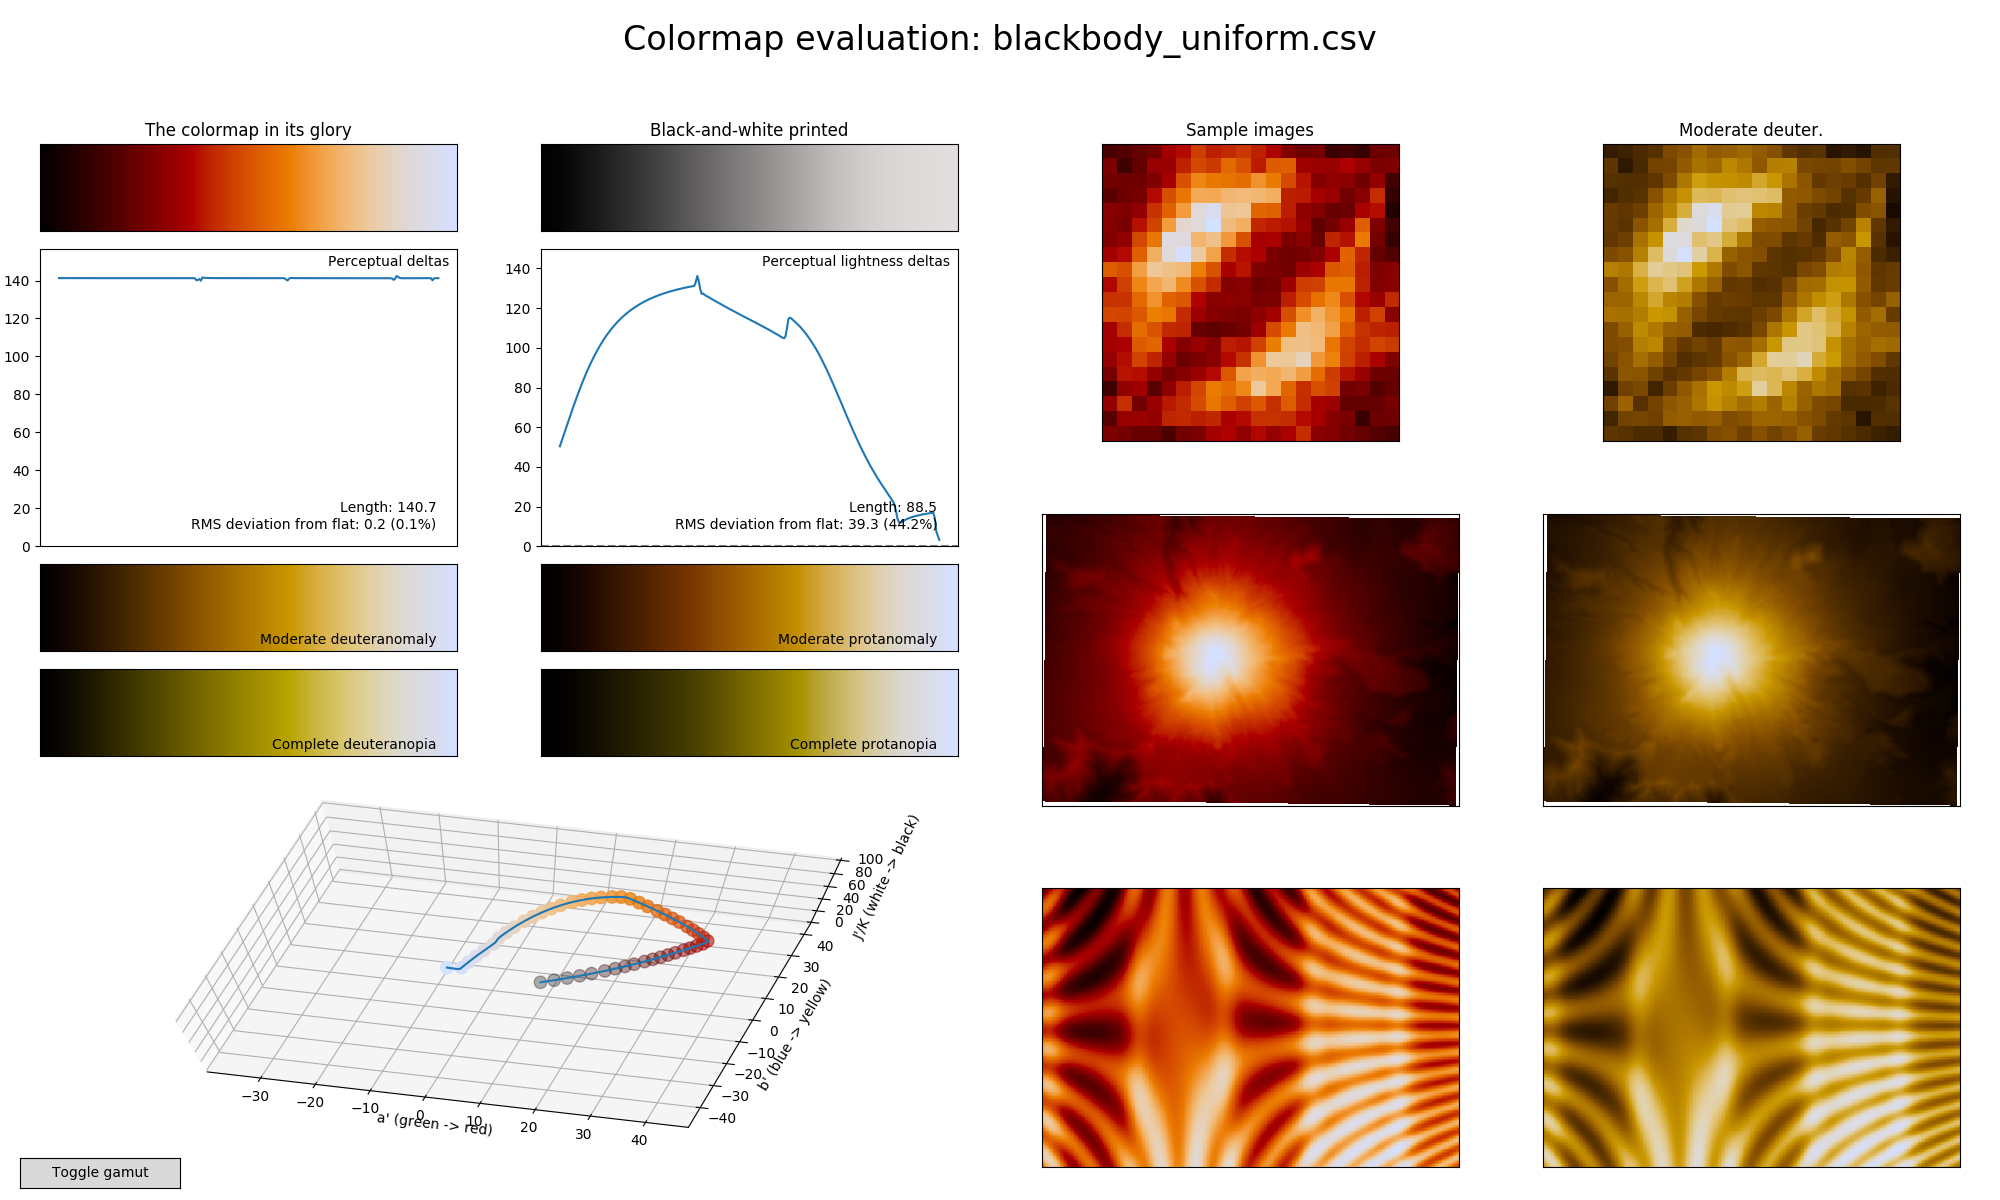 Colormap evaluation: blackbody_uniform.csv
The colormap in its glory
Black-and-white printed
Sample images
Moderate deuter.
Perceptual deltas
140
120
100
80
60
40
20
0
Length: 140.7
RMS deviation from flat: 0.2 (0.1%)
Perceptual lightness deltas
140
120
100
80
60
40
20
0
Length: 88.5
RMS deviation from flat: 39.3 (44.2%)
Moderate deuteranomaly
Moderate protanomaly
Complete deuteranopia
Complete protanopia
100
80
60
40
20
0
J'/K (white -> black)
40
30
20
10
0
−10
−20
−30
−40
b' (blue -> yellow)
−30
−20
−10
0
10
20
30
40
a' (green -> red)
Toggle gamut